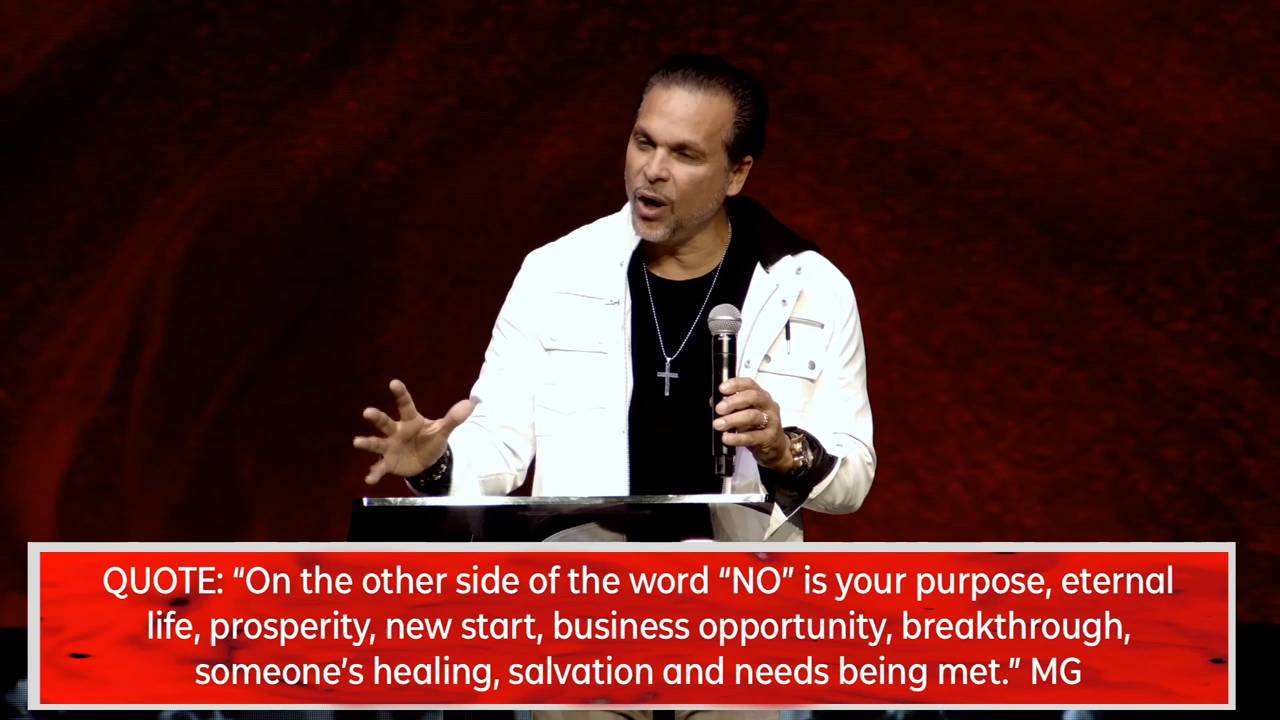 QUOTE: “On the other side of the word “NO” is your purpose, eternal
life, prosperity, new start, business opportunity, breakthrough,
someone’s healing, salvation and needs being met.” MG